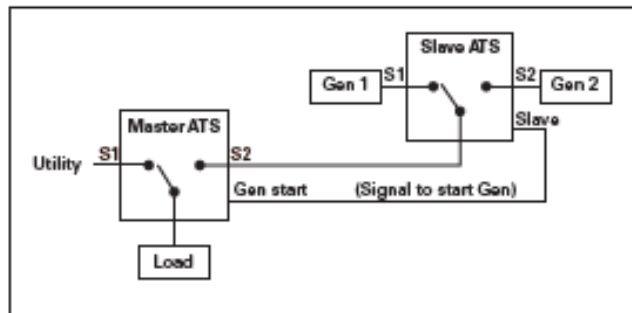 Slave ATS
Gen 1
S1
S2
Gen 2
Slave
Master ATS
Utility
S1
S2
Gen start
(Signal to start Gen)
Load